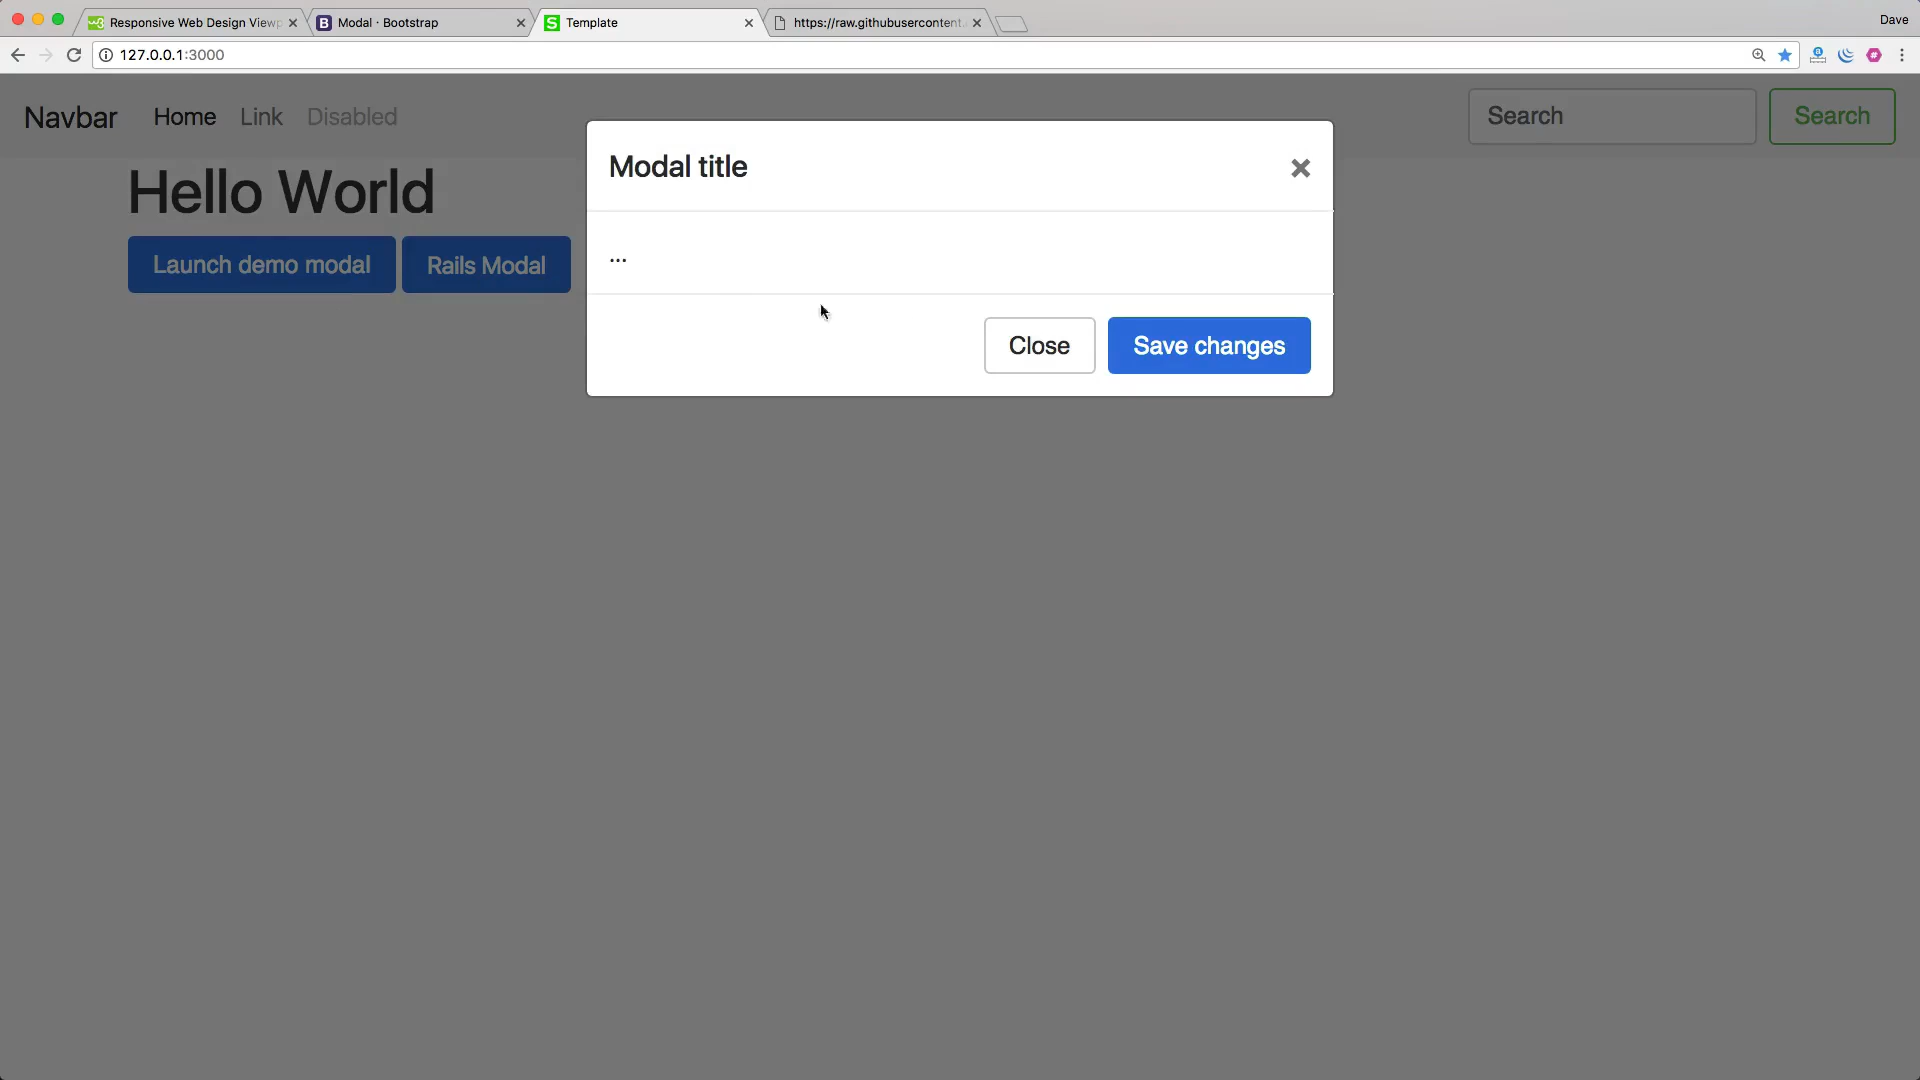 Responsive Web Design Viewp
Modal · Bootstrap
Template
https://raw.githubusercontent.
Dave
127.0.0.1:3000
Navbar
Home
Link
Disabled
Search
Search
Modal title
Hello World
Launch demo modal
Rails Modal
...
Close
Save changes